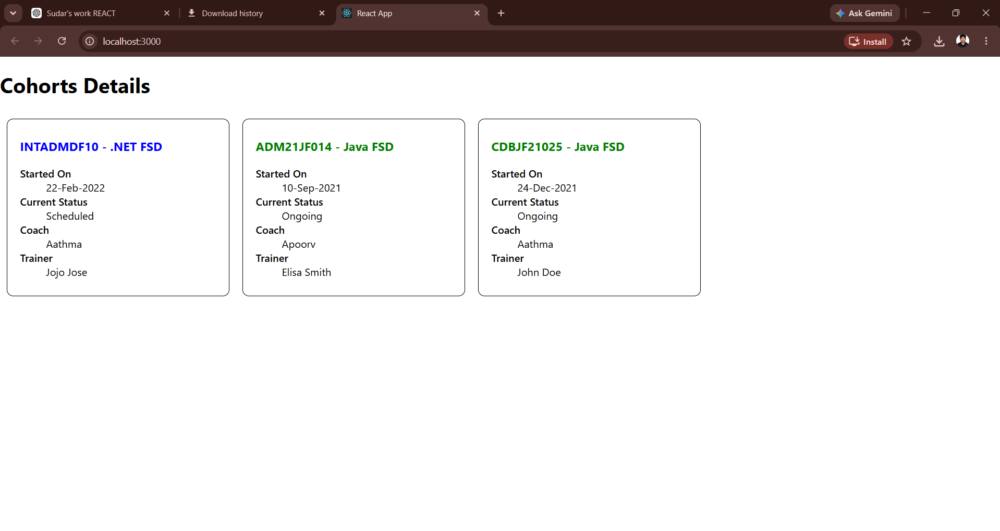 Sudar's work REACT
Download history
React App
Ask Gemini
localhost:3000
Install
Cohorts Details
INTADMDF10 - .NET FSD
Started On
22-Feb-2022
Current Status
Scheduled
Coach
Aathma
Trainer
Jojo Jose
ADM21JF014 - Java FSD
Started On
10-Sep-2021
Current Status
Ongoing
Coach
Apoorv
Trainer
Elisa Smith
CDBJF21025 - Java FSD
Started On
24-Dec-2021
Current Status
Ongoing
Coach
Aathma
Trainer
John Doe